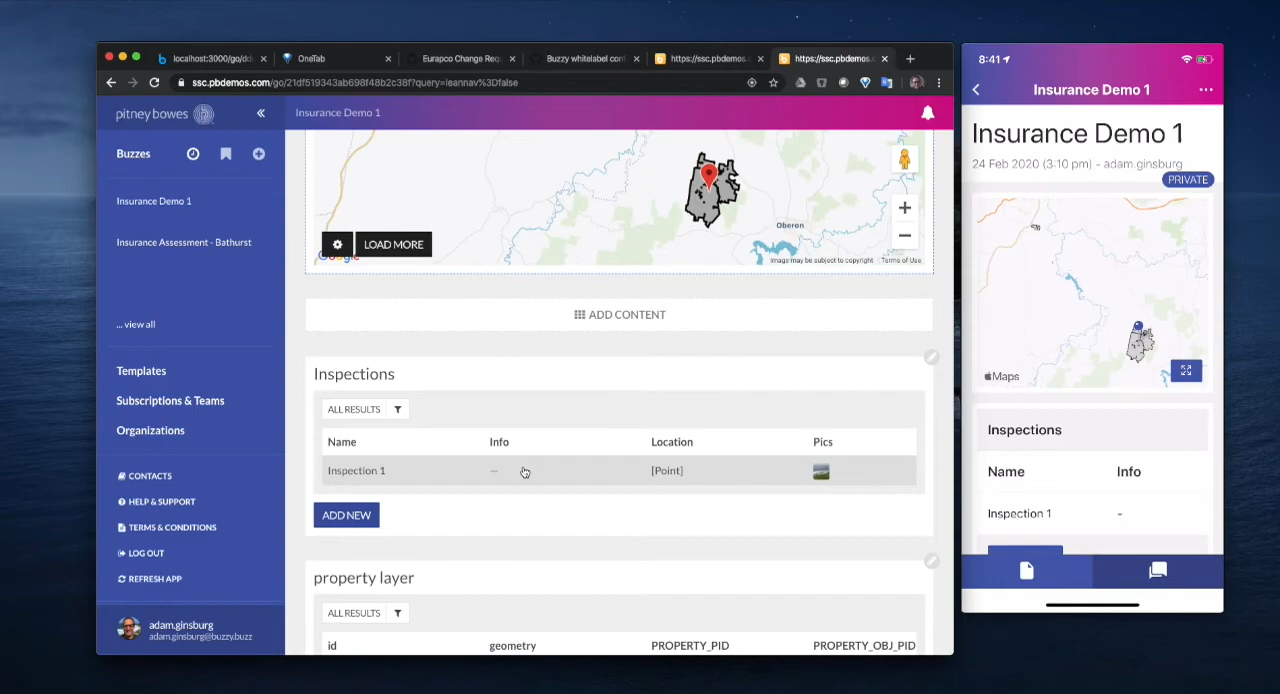 localhost:3000/go/ddc
OneTab
Eurapco Change Req
Buzzy whitelabel con
https://ssc.pbdemos.
https://ssc.pbdemos.
ssc.pbdemos.com/go/21df519343ab698f48b2c38f?query=leannav%3Dfalse
pitney bowes
Insurance Demo 1
Buzzes
Insurance Demo 1
Insurance Assessment - Bathurst
... view all
Templates
Subscriptions & Teams
Organizations
CONTACTS
HELP & SUPPORT
TERMS & CONDITIONS
LOG OUT
REFRESH APP
adam.ginsburg
adam.ginsburg@buzzy.buzz
Oberon
LOAD MORE
Google
Image may be subject to copyright
Terms of Use
ADD CONTENT
Inspections
ALL RESULTS
Name Info Location Pics
Inspection 1 — [Point]
ADD NEW
property layer
ALL RESULTS
id geometry PROPERTY_PID PROPERTY_OBJ_PID
8:41
Insurance Demo 1
Insurance Demo 1
24 Feb 2020 (3:10 pm) - adam.ginsburg
PRIVATE
Maps
Inspections
Name Info
Inspection 1 -